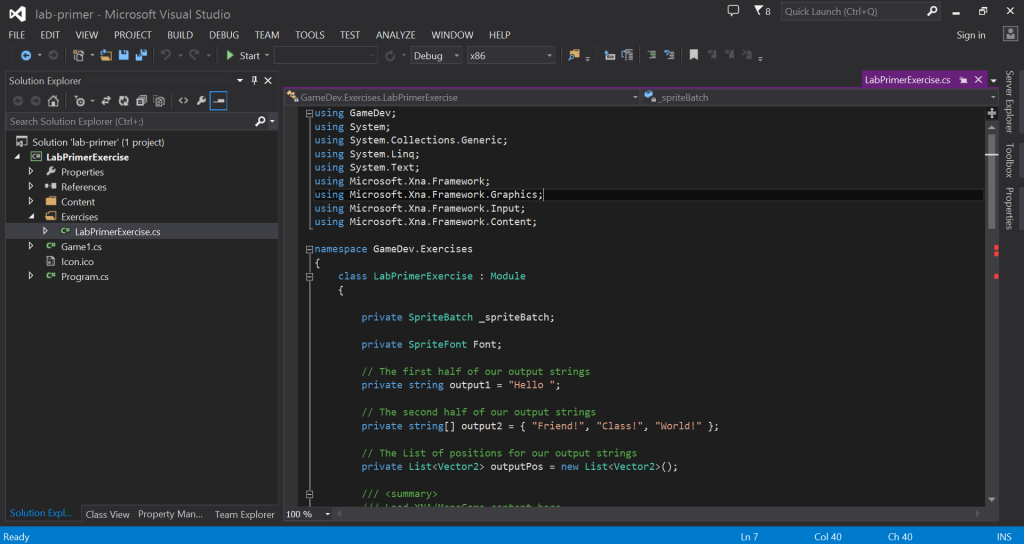 lab-primer - Microsoft Visual Studio
8
Quick Launch (Ctrl+Q)
FILE EDIT VIEW PROJECT BUILD DEBUG TEAM TOOLS TEST ANALYZE WINDOW HELP
Sign in
Start
Debug
x86
Solution Explorer
Search Solution Explorer (Ctrl+;)
Solution 'lab-primer' (1 project)
C# LabPrimerExercise
Properties
References
Content
Exercises
C# LabPrimerExercise.cs
C# Game1.cs
Icon.ico
C# Program.cs
Solution Expl...
Class View
Property Man...
Team Explorer
LabPrimerExercise.cs
GameDev.Exercises.LabPrimerExercise
_spriteBatch
using GameDev;
using System;
using System.Collections.Generic;
using System.Linq;
using System.Text;
using Microsoft.Xna.Framework;
using Microsoft.Xna.Framework.Graphics;
using Microsoft.Xna.Framework.Input;
using Microsoft.Xna.Framework.Content;
namespace GameDev.Exercises
{
class LabPrimerExercise : Module
{
private SpriteBatch _spriteBatch;
private SpriteFont Font;
// The first half of our output strings
private string output1 = "Hello ";
// The second half of our output strings
private string[] output2 = { "Friend!", "Class!", "World!" };
// The List of positions for our output strings
private List<Vector2> outputPos = new List<Vector2>();
/// <summary>
/// Load XNA/MonoGame content here
100 %
Server Explorer
Toolbox
Properties
Ready
Ln 7
Col 40
Ch 40
INS